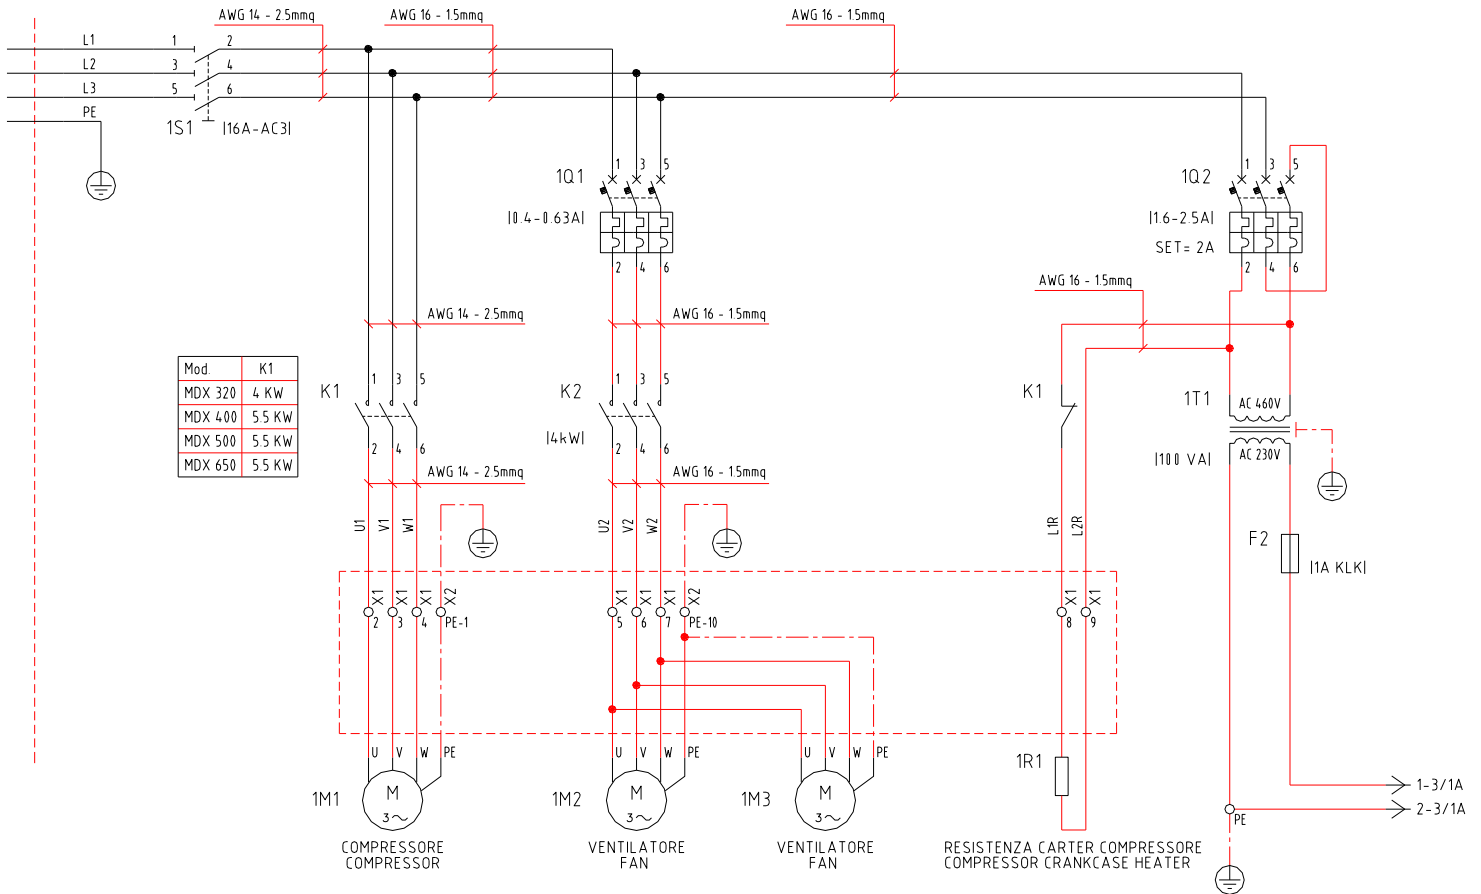 AWG 14 - 2.5mmq
AWG 16 - 1.5mmq
AWG 16 - 1.5mmq
L1 1 2
L2 3 4
L3 5 6
PE
1S1 |16A-AC3|
1Q1
1 3 5
|0.4-0.63A|
2 4 6
1Q2
1 3 5
|1.6-2.5A|
SET= 2A
2 4 6
AWG 16 - 1.5mmq
AWG 14 - 2.5mmq
AWG 16 - 1.5mmq
Mod. K1
MDX 320 4 KW
MDX 400 5.5 KW
MDX 500 5.5 KW
MDX 650 5.5 KW
K1
1 3 5
2 4 6
K2
1 3 5
|4kW|
2 4 6
K1
1T1
AC 460V
AC 230V
|100 VA|
AWG 14 - 2.5mmq
AWG 16 - 1.5mmq
U1 V1 W1
U2 V2 W2
L1R L2R
F2
|1A KLK|
X1 X1 X1 X2
2 3 4 PE-1
X1 X1 X1 X2
5 6 7 PE-10
X1 X1
8 9
U V W PE
U V W PE
U V W PE
1M1
M
3~
1M2
M
3~
1M3
M
3~
1R1
1-3/1A
2-3/1A
PE
COMPRESSORE
COMPRESSOR
VENTILATORE
FAN
VENTILATORE
FAN
RESISTENZA CARTER COMPRESSORE
COMPRESSOR CRANKCASE HEATER